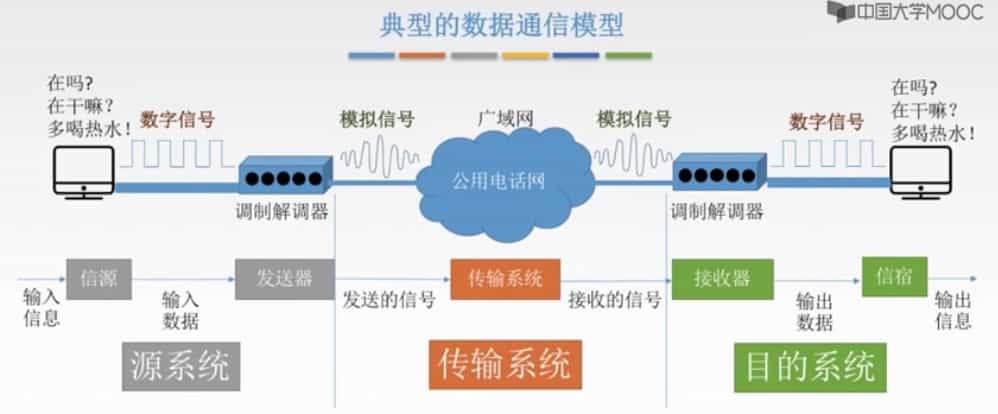 典型的数据通信模型
中国大学MOOC
在吗?
在干嘛?
多喝热水!
数字信号
模拟信号
广域网
模拟信号
数字信号
在吗?
在干嘛?
多喝热水!
公用电话网
调制解调器
调制解调器
信源
发送器
传输系统
接收器
信宿
输入
信息
输入
数据
发送的信号
接收的信号
输出
数据
输出
信息
源系统
传输系统
目的系统